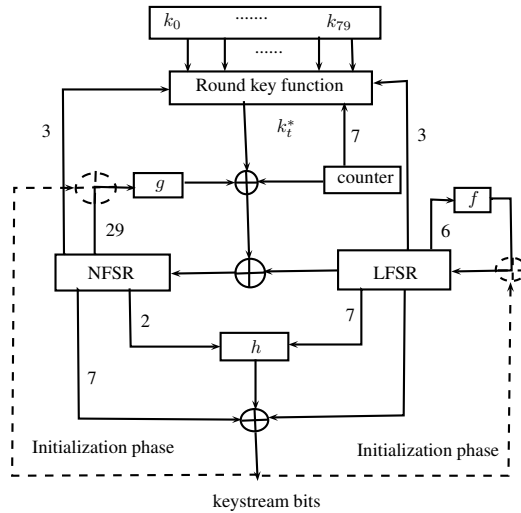 k0 ....... k79
......
Round key function
3
k*t
7
3
g
counter
f
29
6
NFSR
LFSR
2
7
h
7
Initialization phase
Initialization phase
keystream bits